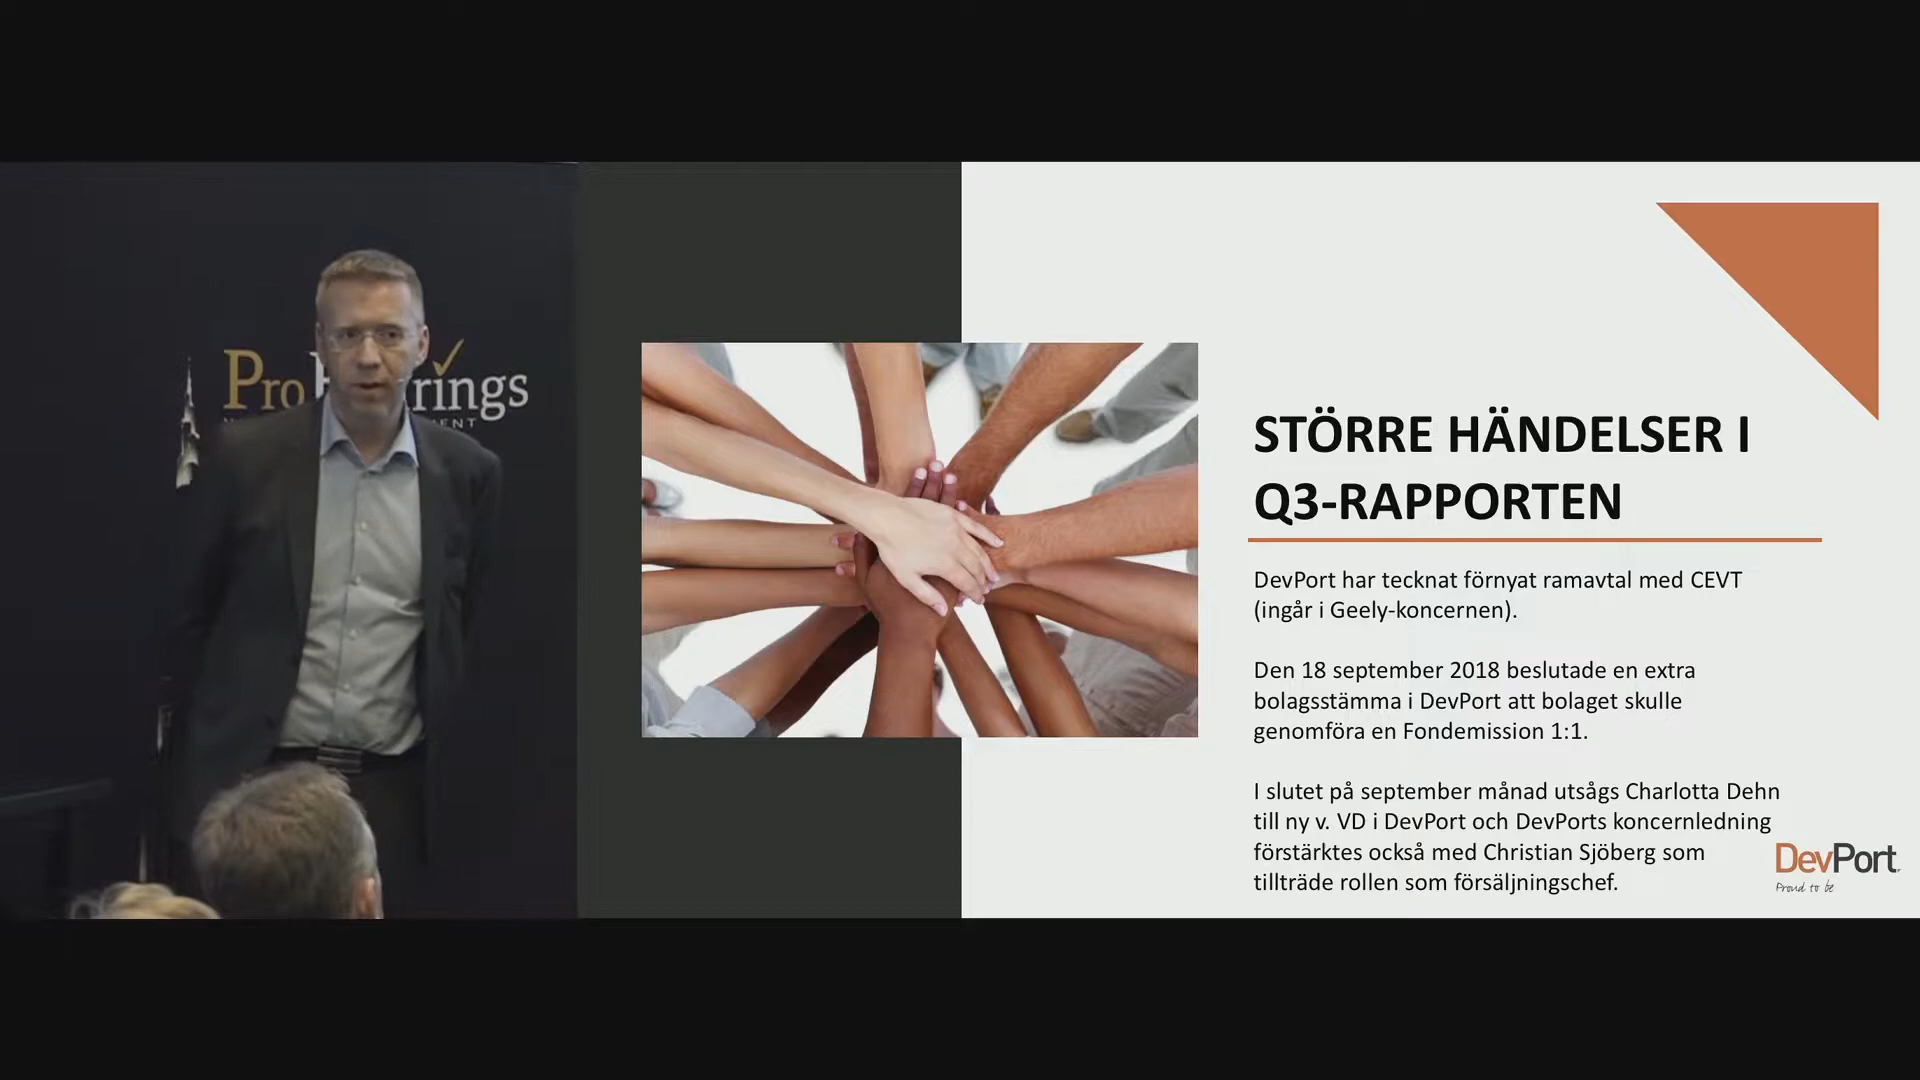 Pro
rings
STÖRRE HÄNDELSER I
Q3-RAPPORTEN
DevPort har tecknat förnyat ramavtal med CEVT
(ingår i Geely-koncernen).
Den 18 september 2018 beslutade en extra
bolagsstämma i DevPort att bolaget skulle
genomföra en Fondemission 1:1.
I slutet på september månad utsågs Charlotta Dehn
till ny v. VD i DevPort och DevPorts koncernledning
förstärktes också med Christian Sjöberg som
tillträde rollen som försäljningschef.
DevPort
Proud to be